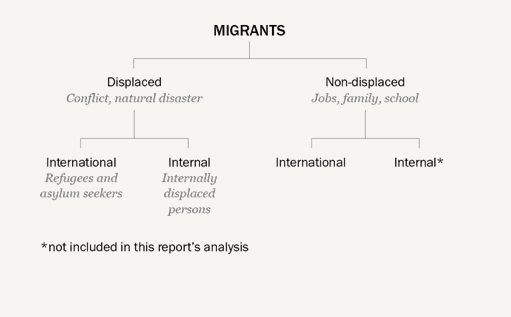 MIGRANTS
Displaced
Conflict, natural disaster
Non-displaced
Jobs, family, school
International
Refugees and
asylum seekers
Internal
Internally
displaced
persons
International
Internal*
*not included in this report's analysis